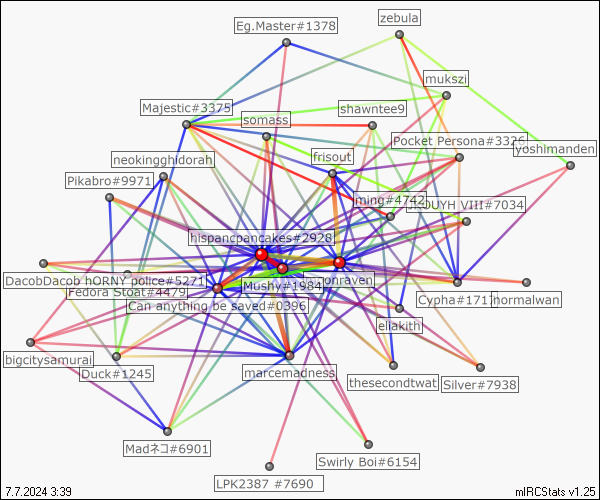 zebula
Eg.Master#1378
mukszi
Majestic#3375
shawntee9
somass
Pocket Persona#3326
yoshimanden
frisout
neokingghidorah
Pikabro#9971
ming#4742
VIII#7034
hispancpancakes#2928
DacobDacob hORNY police#5271
Mushy#1984
onraven
Fedora Stoat#4479
Cypha#171
normalwan
Can anything be saved#0396
eliakith
bigcitysamurai
Duck#1245
marcemadness
thesecondtwat
Silver#7938
Madネコ#6901
Swirly Boi#6154
LPK2387 #7690
7.7.2024 3:39
mIRCStats v1.25